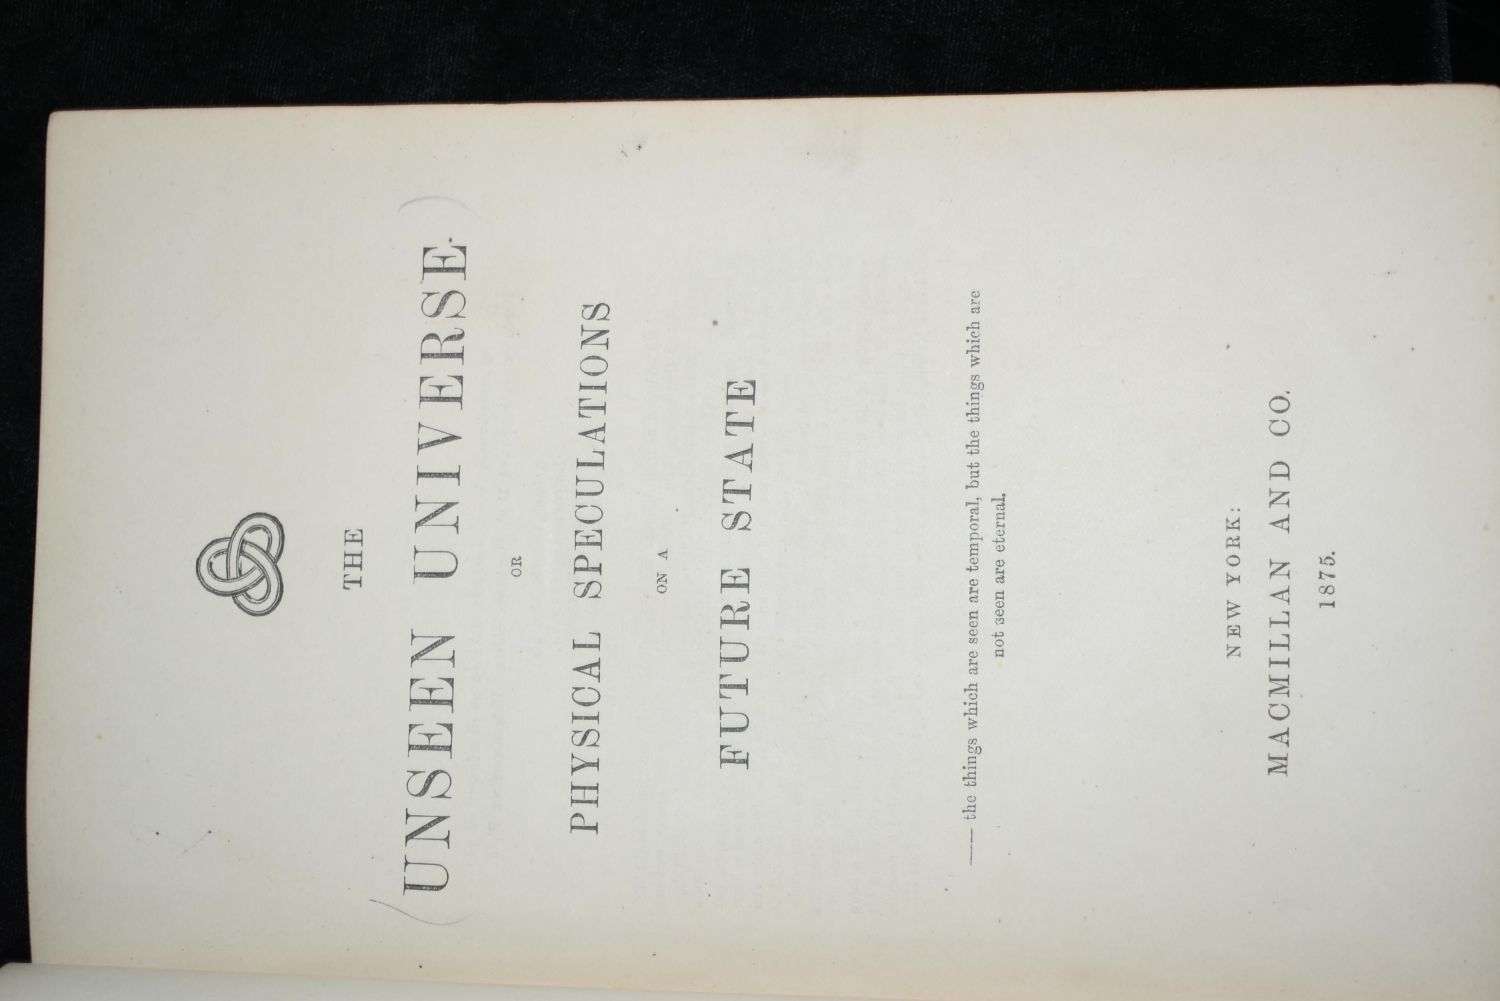 THE
UNSEEN UNIVERSE
OR
PHYSICAL SPECULATIONS
ON A
FUTURE STATE
—— the things which are seen are temporal, but the things which are
not seen are eternal.
NEW YORK:
MACMILLAN AND CO.
1875.